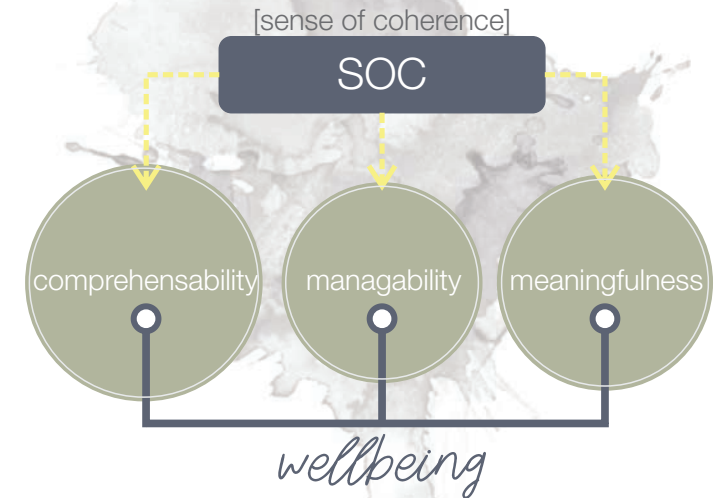 [sense of coherence]
SOC
comprehensability
managability
meaningfulness
wellbeing